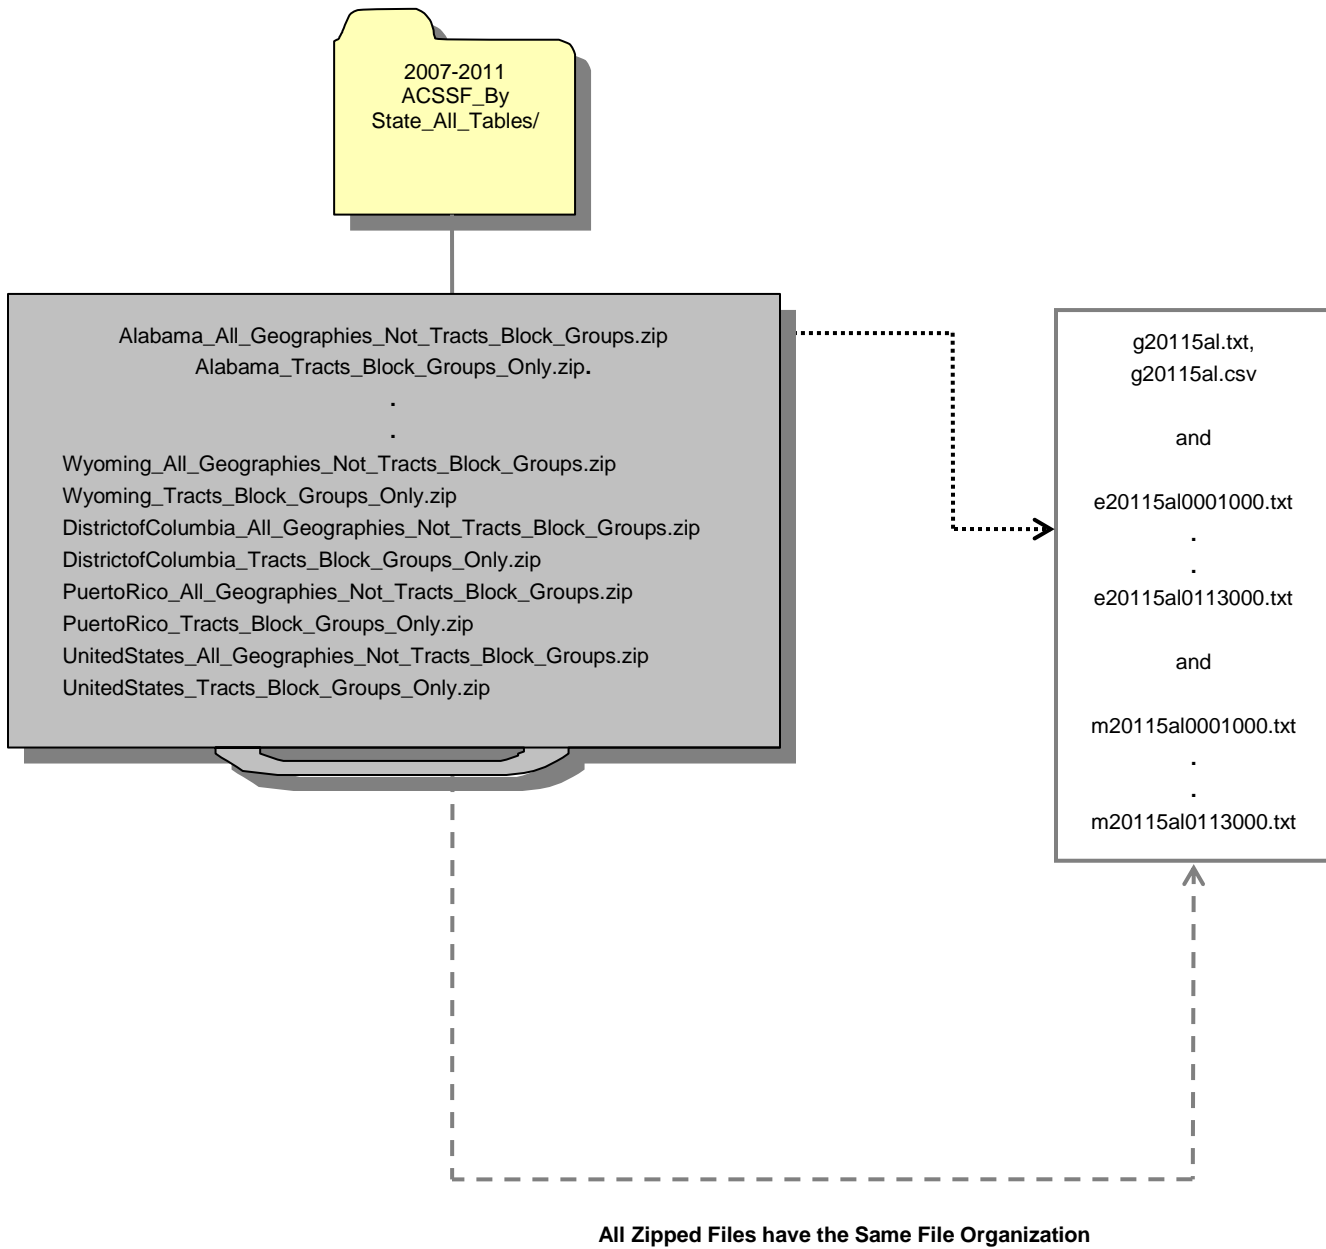 2007-2011
ACSSF_By
State_All_Tables/
Alabama_All_Geographies_Not_Tracts_Block_Groups.zip
Alabama_Tracts_Block_Groups_Only.zip.
.
.
Wyoming_All_Geographies_Not_Tracts_Block_Groups.zip
Wyoming_Tracts_Block_Groups_Only.zip
DistrictofColumbia_All_Geographies_Not_Tracts_Block_Groups.zip
DistrictofColumbia_Tracts_Block_Groups_Only.zip
PuertoRico_All_Geographies_Not_Tracts_Block_Groups.zip
PuertoRico_Tracts_Block_Groups_Only.zip
UnitedStates_All_Geographies_Not_Tracts_Block_Groups.zip
UnitedStates_Tracts_Block_Groups_Only.zip
g20115al.txt,
g20115al.csv
and
e20115al0001000.txt
.
.
e20115al0113000.txt
and
m20115al0001000.txt
.
.
m20115al0113000.txt
All Zipped Files have the Same File Organization